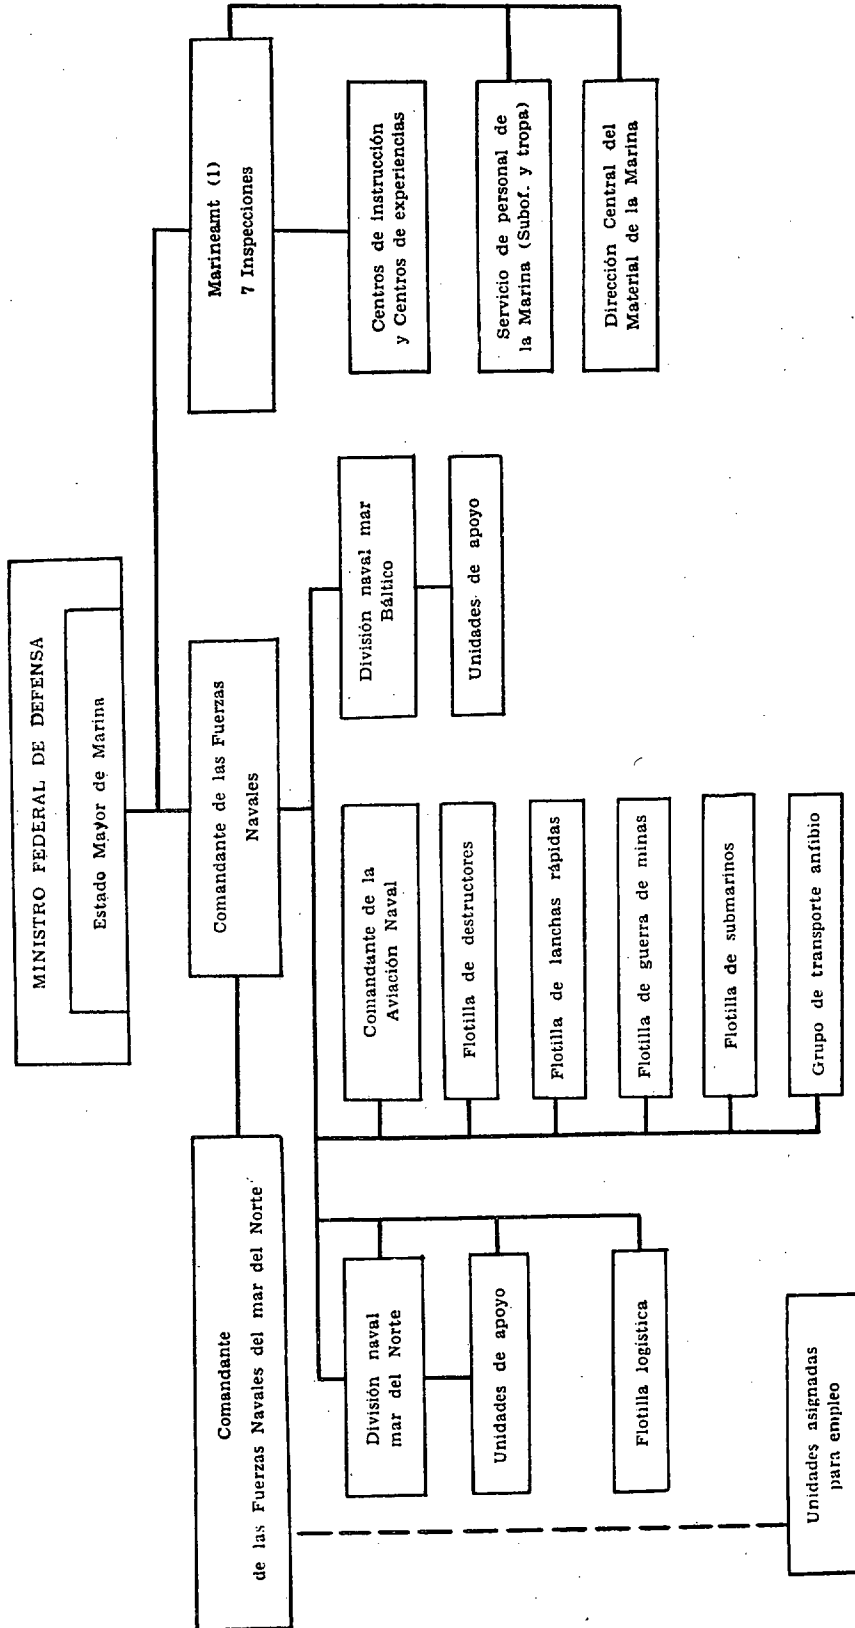 MINISTRO FEDERAL DE DEFENSA
Estado Mayor de Marina
Comandante
de las Fuerzas Navales del mar del Norte
Comandante de las Fuerzas
Navales
Marineamt (1)
7 Inspecciones
División naval
mar del Norte
Unidades de apoyo
Flotilla logística
Unidades asignadas
para empleo
Comandante de la
Aviación Naval
Flotilla de destructores
Flotilla de lanchas rápidas
Flotilla de guerra de minas
Flotilla de submarinos
Grupo de transporte anfibio
División naval mar
Báltico
Unidades de apoyo
Centros de instrucción
y Centros de experiencias
Servicio de personal de
la Marina (Subof. y tropa)
Dirección Central del
Material de la Marina